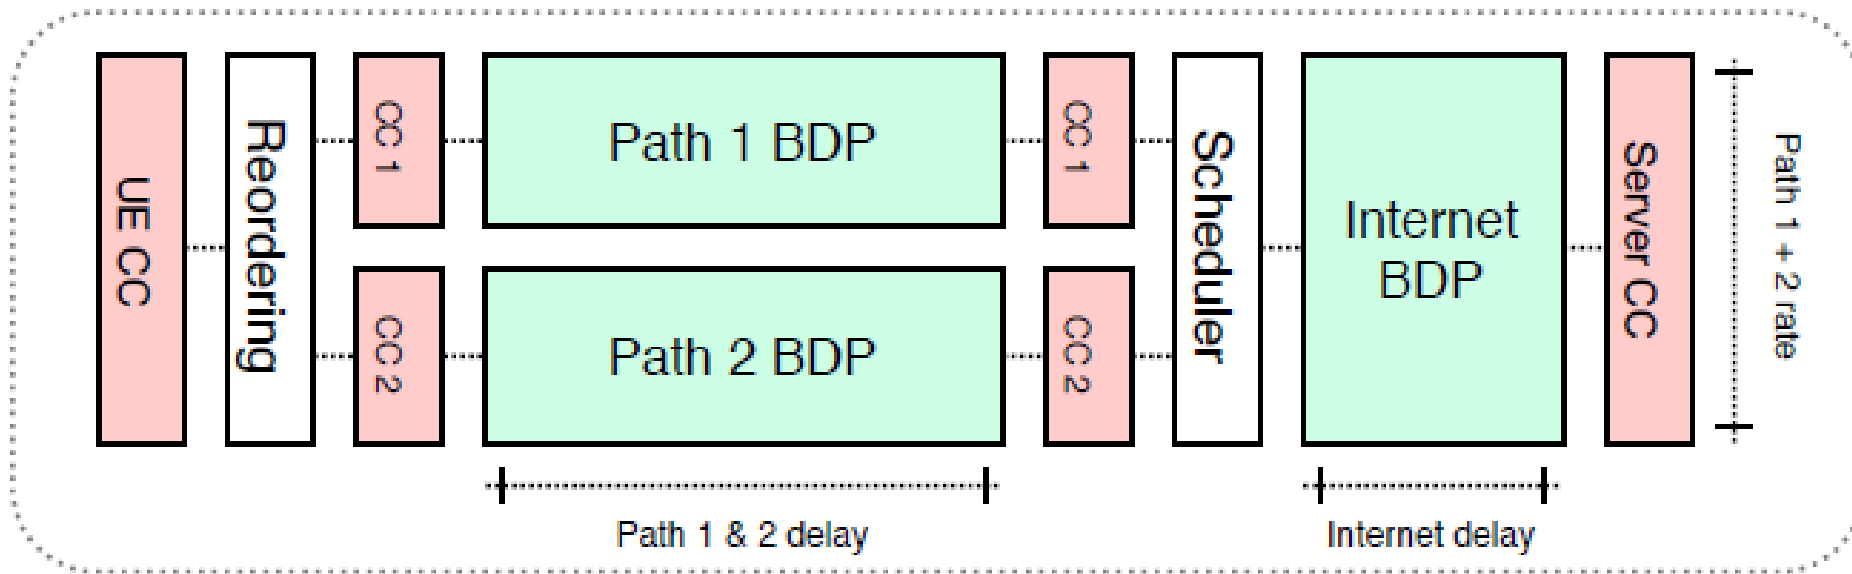 UE CC
Reordering
CC 1
CC 2
Path 1 BDP
Path 2 BDP
CC 1
CC 2
Scheduler
Internet
BDP
Server CC
Path 1 + 2 rate
Path 1 & 2 delay
Internet delay